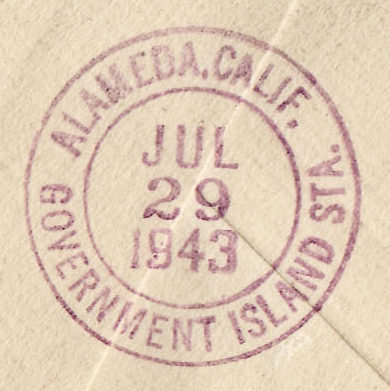 ALAMEDA, CALIF.
JUL
29
1943
GOVERNMENT ISLAND STA.